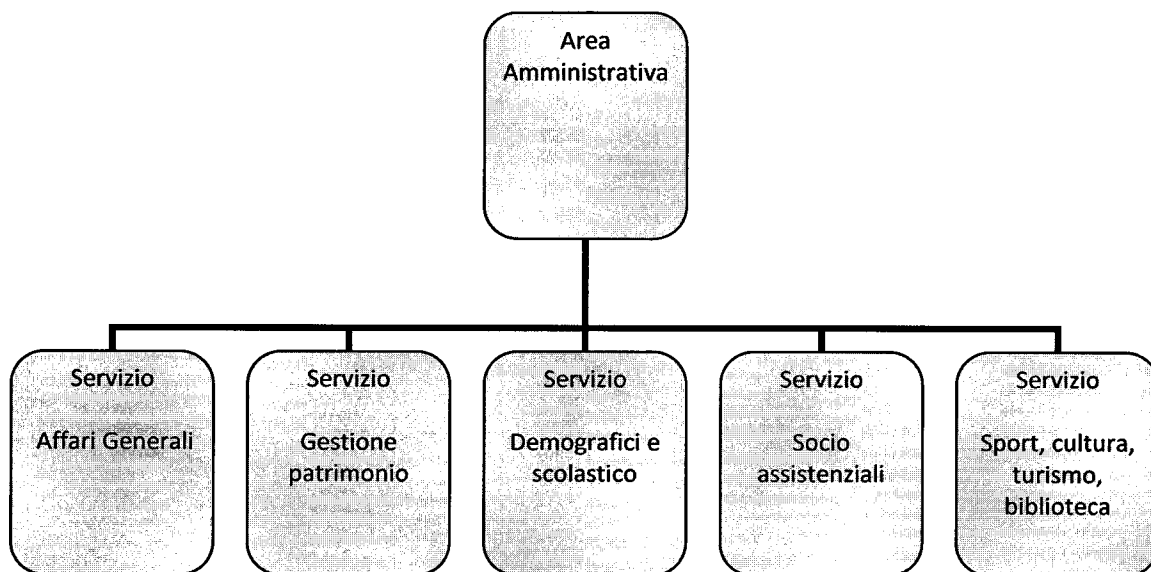 Area
Amministrativa
Servizio
Affari Generali
Servizio
Gestione
patrimonio
Servizio
Demografici e
scolastico
Servizio
Socio
assistenziali
Servizio
Sport, cultura,
turismo,
biblioteca